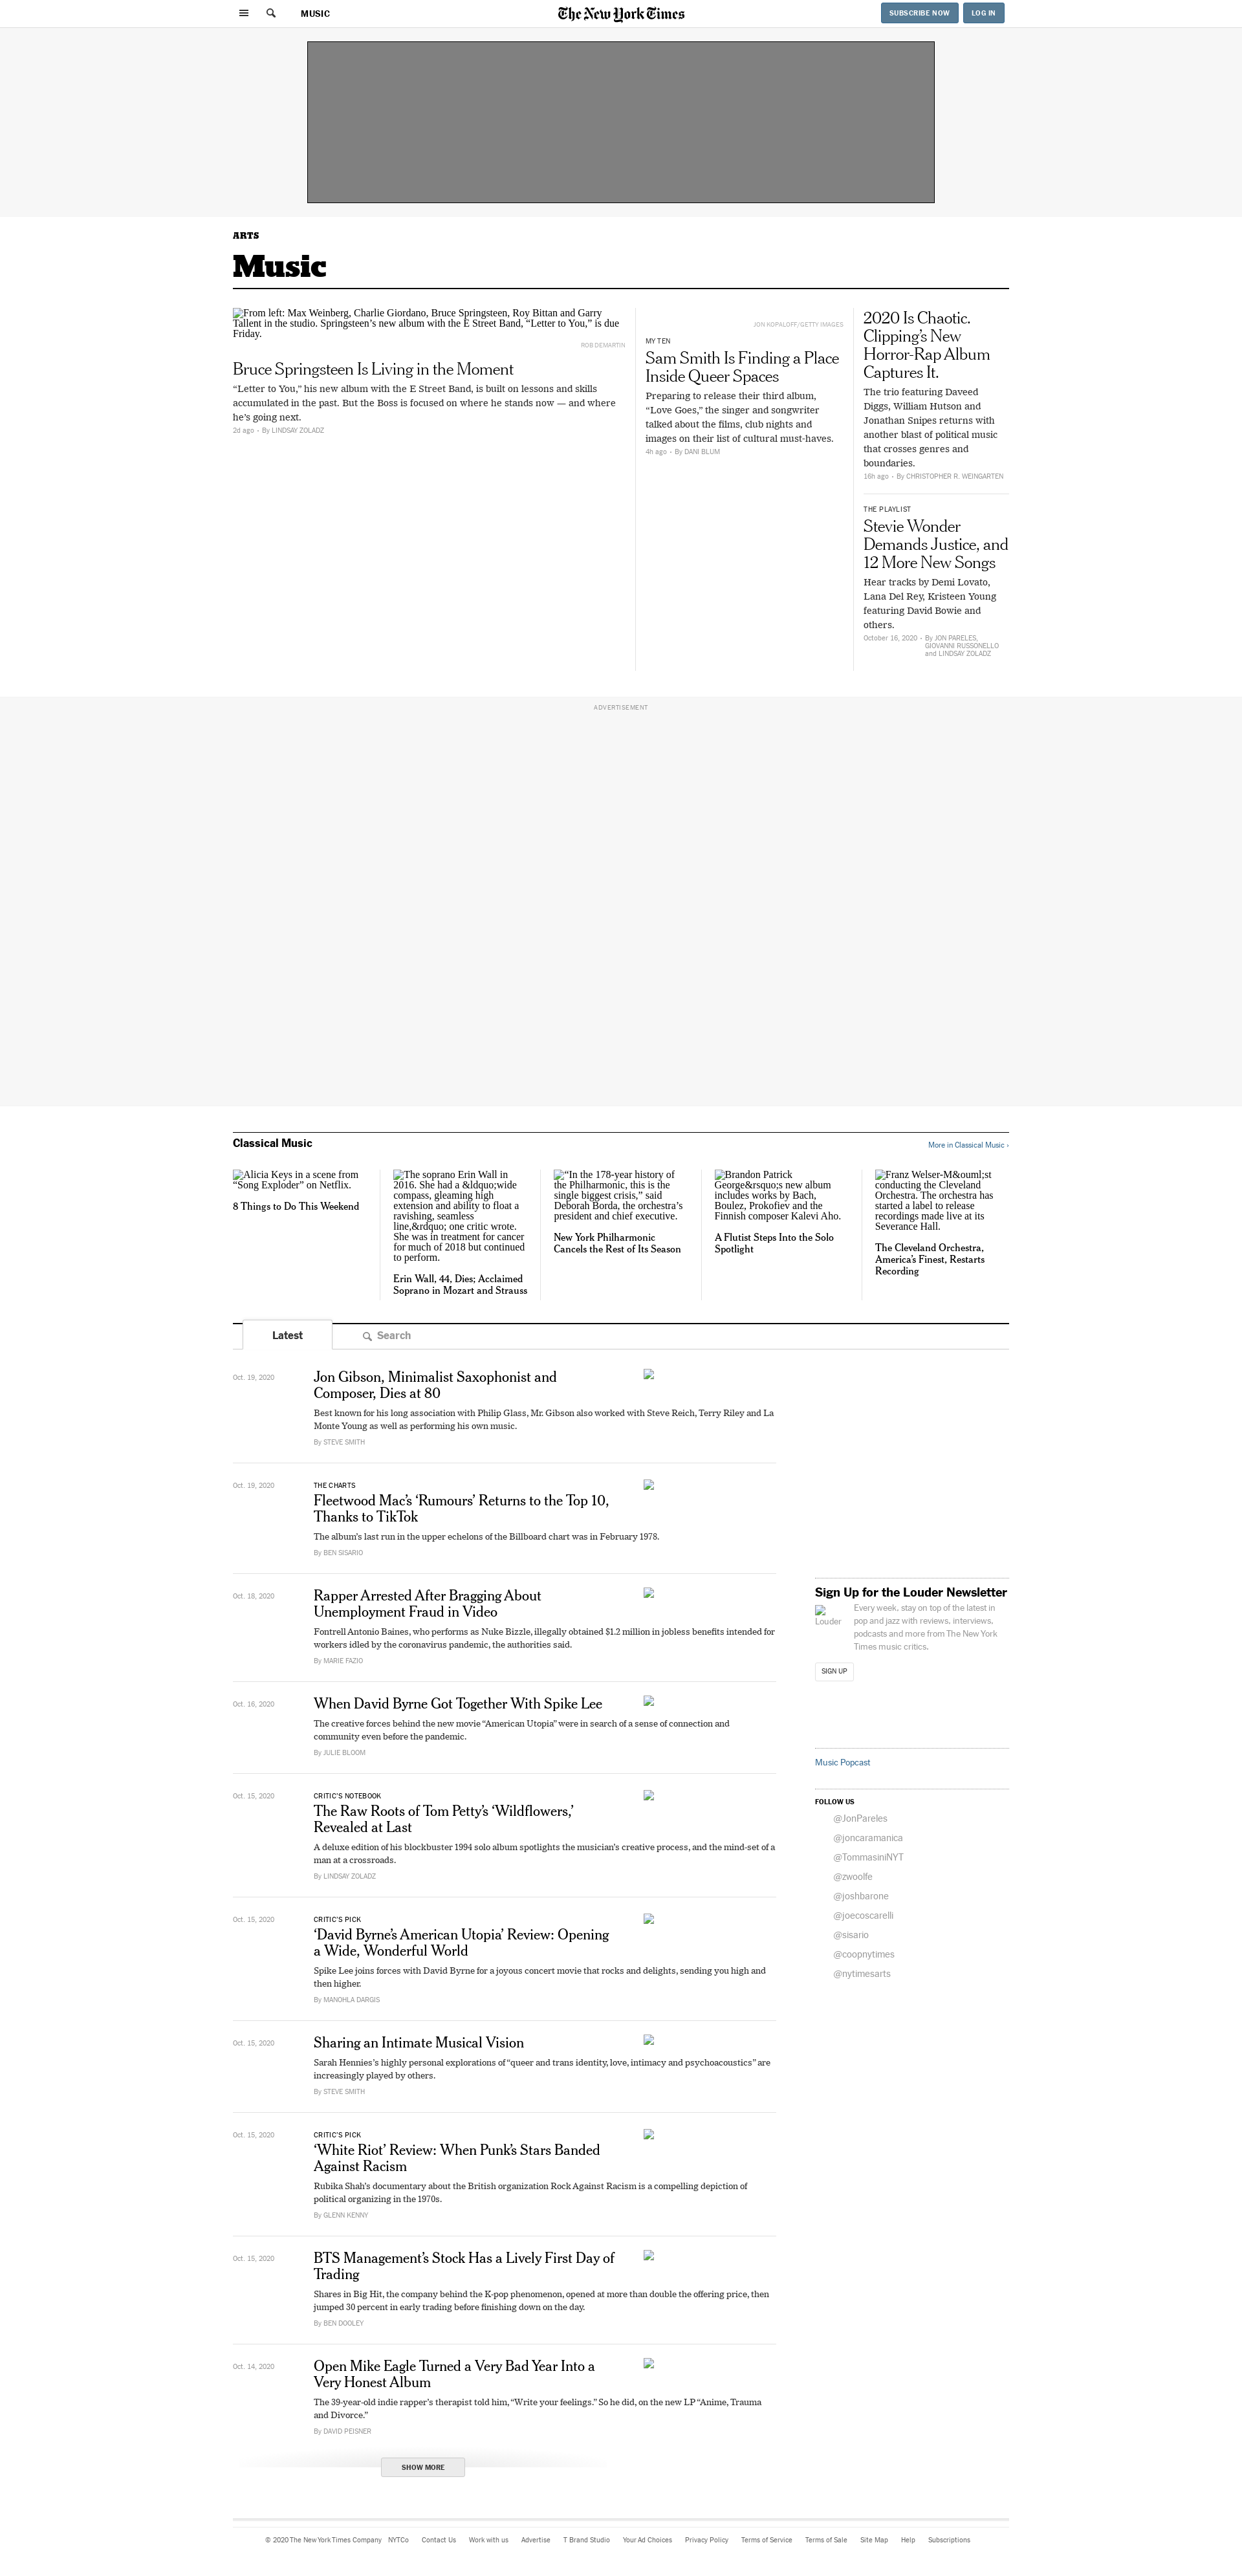 MUSIC
The New York Times
SUBSCRIBE NOW
LOG IN
ARTS
Music
From left: Max Weinberg, Charlie Giordano, Bruce Springsteen, Roy Bittan and Garry
Tallent in the studio. Springsteen's new album with the E Street Band, “Letter to You,” is due
Friday.
ROB DEMARTIN
Bruce Springsteen Is Living in the Moment
“Letter to You,” his new album with the E Street Band, is built on lessons and skills
accumulated in the past. But the Boss is focused on where he stands now — and where
he's going next.
2d ago • By LINDSAY ZOLADZ
JON KOPALOFF/GETTY IMAGES
MY TEN
Sam Smith Is Finding a Place
Inside Queer Spaces
Preparing to release their third album,
“Love Goes,” the singer and songwriter
talked about the films, club nights and
images on their list of cultural must-haves.
4h ago • By DANI BLUM
2020 Is Chaotic.
Clipping’s New
Horror-Rap Album
Captures It.
The trio featuring Daveed
Diggs, William Hutson and
Jonathan Snipes returns with
another blast of political music
that crosses genres and
boundaries.
16h ago • By CHRISTOPHER R. WEINGARTEN
THE PLAYLIST
Stevie Wonder
Demands Justice, and
12 More New Songs
Hear tracks by Demi Lovato,
Lana Del Rey, Kristeen Young
featuring David Bowie and
others.
October 16, 2020 • By JON PARELES,
GIOVANNI RUSSONELLO
and LINDSAY ZOLADZ
ADVERTISEMENT
Classical Music
More in Classical Music ›
Alicia Keys in a scene from
“Song Exploder” on Netflix.
8 Things to Do This Weekend
The soprano Erin Wall in
2016. She had a &ldquo;wide
compass, gleaming high
extension and ability to float a
ravishing, seamless
line,&rdquo; one critic wrote.
She was in treatment for cancer
for much of 2018 but continued
to perform.
Erin Wall, 44, Dies; Acclaimed
Soprano in Mozart and Strauss
“In the 178-year history of
the Philharmonic, this is the
single biggest crisis,” said
Deborah Borda, the orchestra’s
president and chief executive.
New York Philharmonic
Cancels the Rest of Its Season
Brandon Patrick
George&rsquo;s new album
includes works by Bach,
Boulez, Prokofiev and the
Finnish composer Kalevi Aho.
A Flutist Steps Into the Solo
Spotlight
Franz Welser-M&ouml;st
conducting the Cleveland
Orchestra. The orchestra has
started a label to release
recordings made live at its
Severance Hall.
The Cleveland Orchestra,
America’s Finest, Restarts
Recording
Latest
Search
Oct. 19, 2020
Jon Gibson, Minimalist Saxophonist and
Composer, Dies at 80
Best known for his long association with Philip Glass, Mr. Gibson also worked with Steve Reich, Terry Riley and La
Monte Young as well as performing his own music.
By STEVE SMITH
Oct. 19, 2020
THE CHARTS
Fleetwood Mac’s ‘Rumours’ Returns to the Top 10,
Thanks to TikTok
The album’s last run in the upper echelons of the Billboard chart was in February 1978.
By BEN SISARIO
Oct. 18, 2020
Rapper Arrested After Bragging About
Unemployment Fraud in Video
Fontrell Antonio Baines, who performs as Nuke Bizzle, illegally obtained $1.2 million in jobless benefits intended for
workers idled by the coronavirus pandemic, the authorities said.
By MARIE FAZIO
Oct. 16, 2020
When David Byrne Got Together With Spike Lee
The creative forces behind the new movie “American Utopia” were in search of a sense of connection and
community even before the pandemic.
By JULIE BLOOM
Oct. 15, 2020
CRITIC’S NOTEBOOK
The Raw Roots of Tom Petty’s ‘Wildflowers,’
Revealed at Last
A deluxe edition of his blockbuster 1994 solo album spotlights the musician’s creative process, and the mind-set of a
man at a crossroads.
By LINDSAY ZOLADZ
Oct. 15, 2020
CRITIC’S PICK
‘David Byrne’s American Utopia’ Review: Opening
a Wide, Wonderful World
Spike Lee joins forces with David Byrne for a joyous concert movie that rocks and delights, sending you high and
then higher.
By MANOHLA DARGIS
Oct. 15, 2020
Sharing an Intimate Musical Vision
Sarah Hennies’s highly personal explorations of “queer and trans identity, love, intimacy and psychoacoustics” are
increasingly played by others.
By STEVE SMITH
Oct. 15, 2020
CRITIC’S PICK
‘White Riot’ Review: When Punk’s Stars Banded
Against Racism
Rubika Shah’s documentary about the British organization Rock Against Racism is a compelling depiction of
political organizing in the 1970s.
By GLENN KENNY
Oct. 15, 2020
BTS Management’s Stock Has a Lively First Day of
Trading
Shares in Big Hit, the company behind the K-pop phenomenon, opened at more than double the offering price, then
jumped 30 percent in early trading before finishing down on the day.
By BEN DOOLEY
Oct. 14, 2020
Open Mike Eagle Turned a Very Bad Year Into a
Very Honest Album
The 39-year-old indie rapper’s therapist told him, “Write your feelings.” So he did, on the new LP “Anime, Trauma
and Divorce.”
By DAVID PEISNER
SHOW MORE
Sign Up for the Louder Newsletter
Louder
Every week, stay on top of the latest in
pop and jazz with reviews, interviews,
podcasts and more from The New York
Times music critics.
SIGN UP
Music Popcast
FOLLOW US
@JonPareles
@joncaramanica
@TommasiniNYT
@zwoolfe
@joshbarone
@joecoscarelli
@sisario
@coopnytimes
@nytimesarts
© 2020 The New York Times Company NYTCo Contact Us Work with us Advertise T Brand Studio Your Ad Choices Privacy Policy Terms of Service Terms of Sale Site Map Help Subscriptions